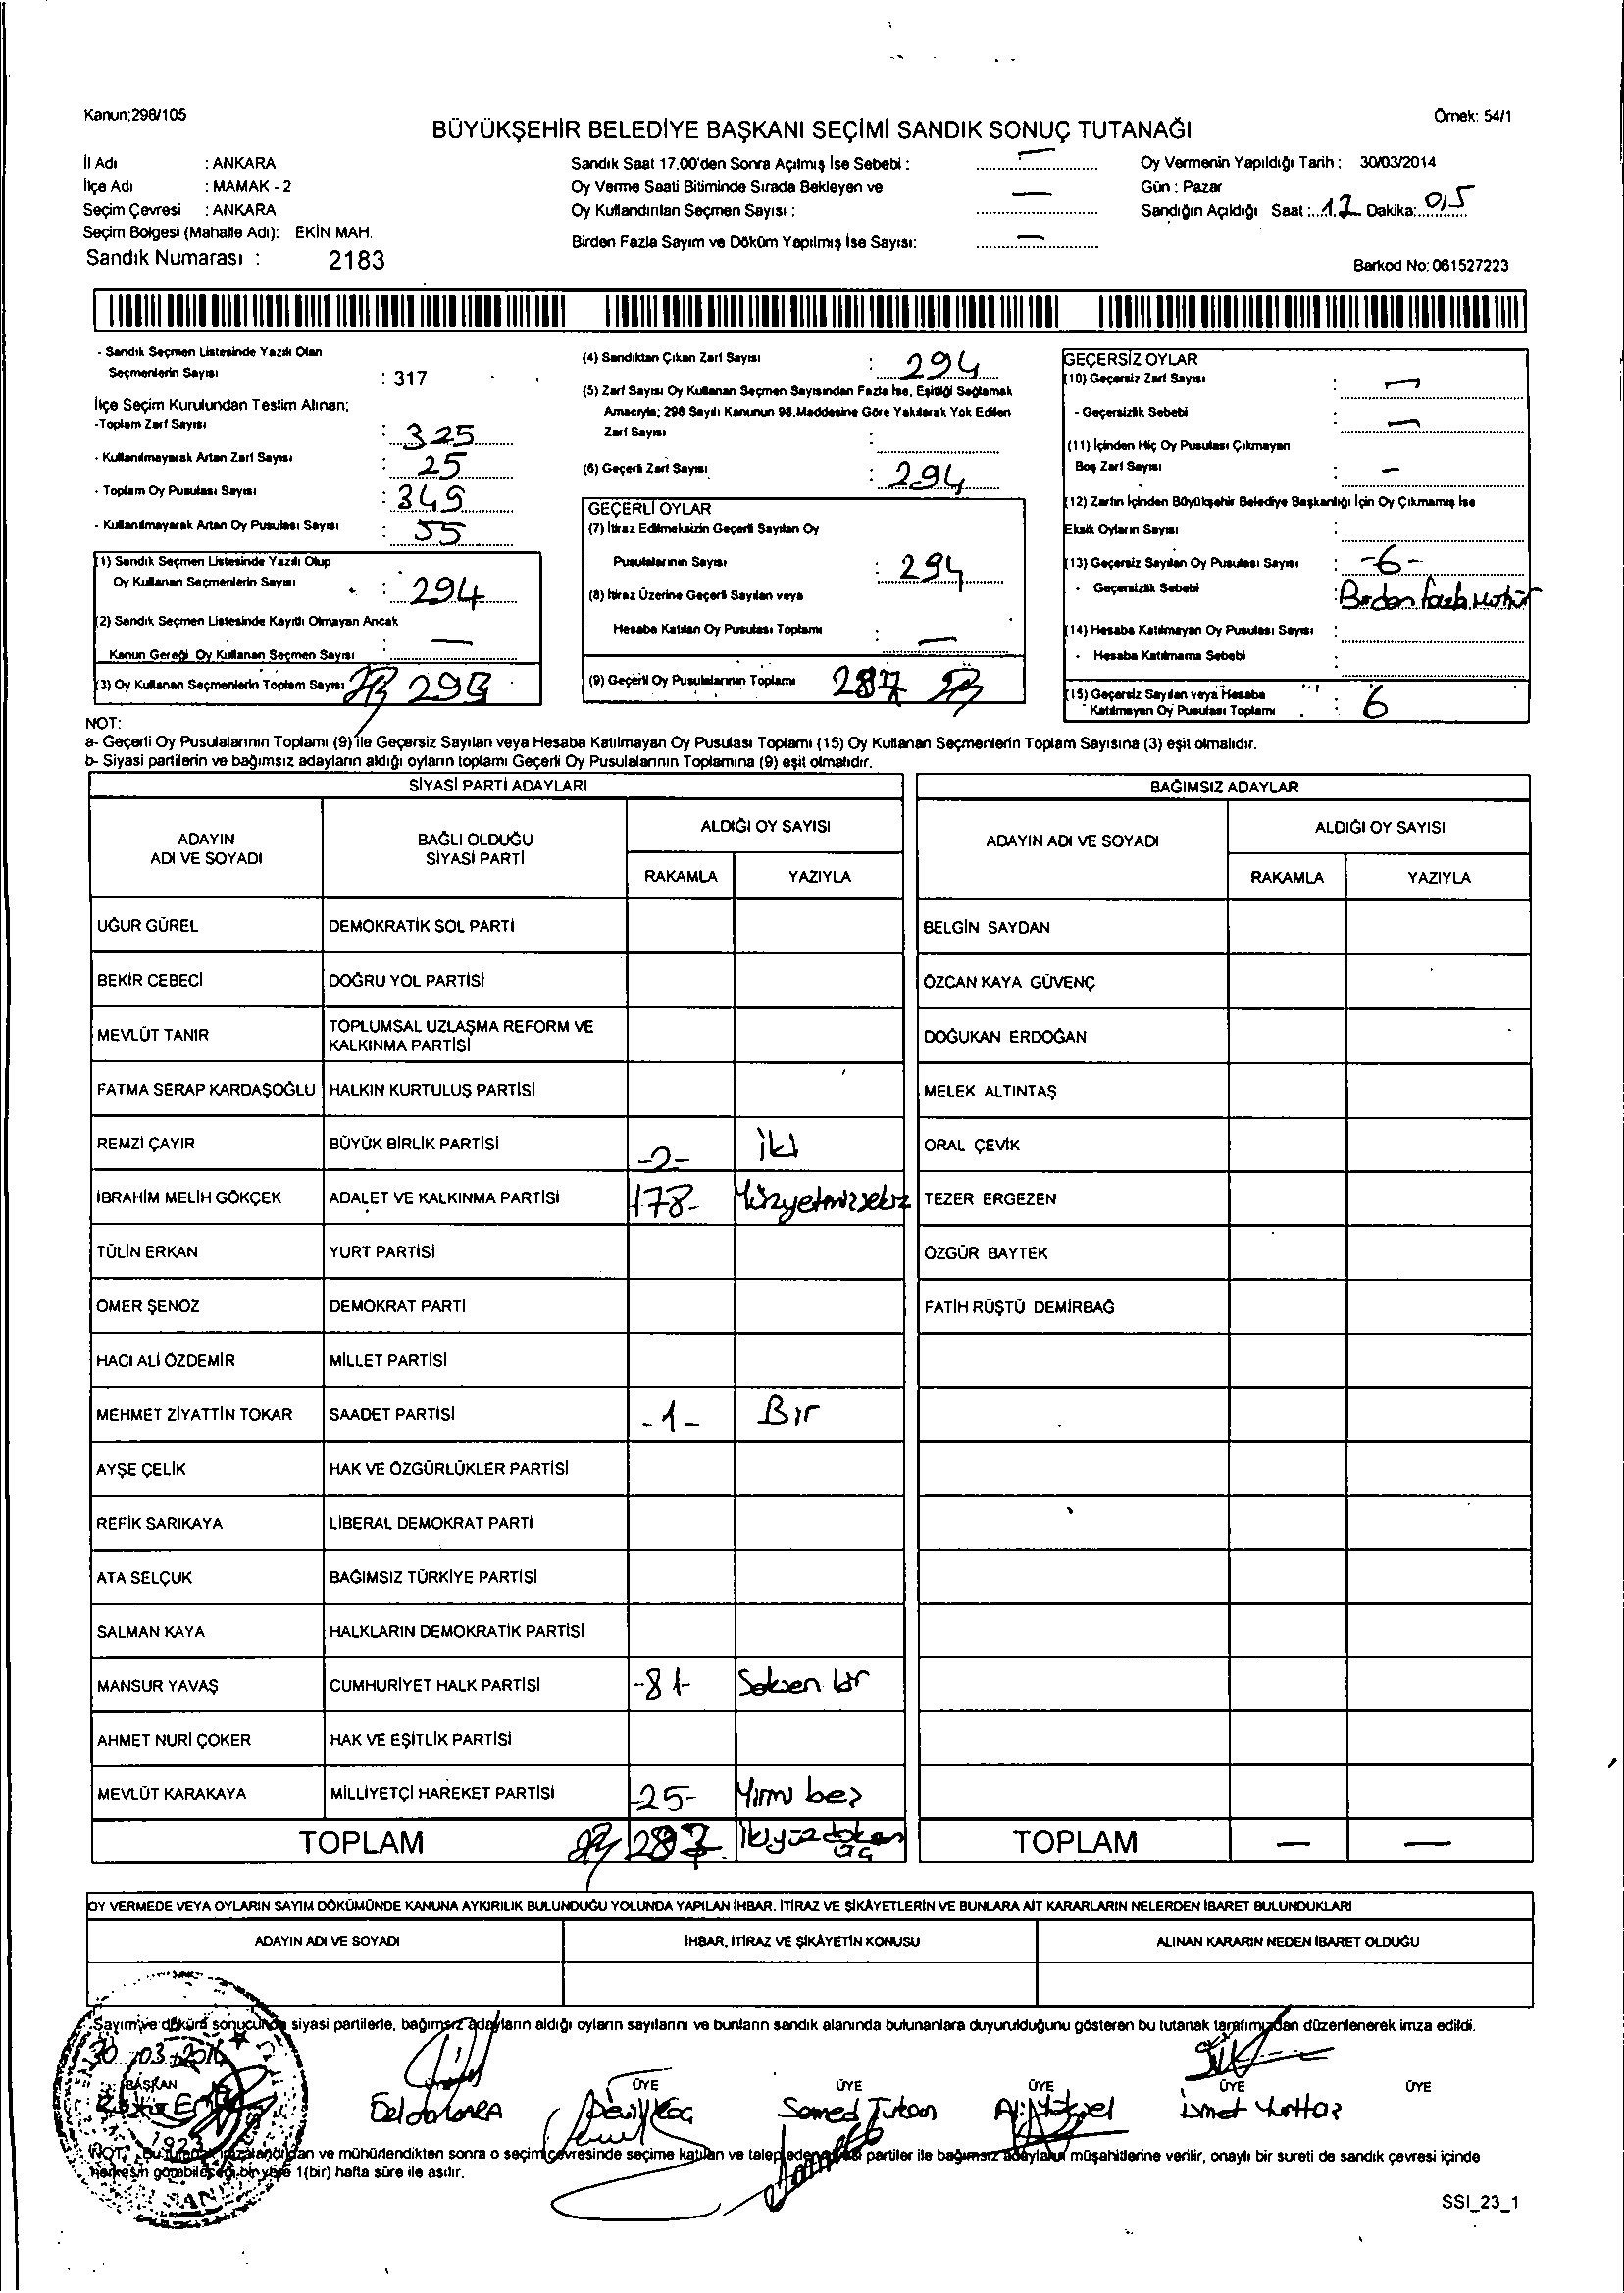 Kanun:298/105
Örnek: 54/1
BÜYÜKŞEHİR BELEDİYE BAŞKANI SEÇİMİ SANDIK SONUÇ TUTANAĞI
İl Adı : ANKARA
İlçe Adı : MAMAK - 2
Seçim Çevresi : ANKARA
Seçim Bölgesi (Mahalle Adı): EKİN MAH.
Sandık Numarası : 2183
Sandık Saat 17.00'den Sonra Açılmış İse Sebebi : —
Oy Verme Saati Bitiminde Sırada Bekleyen ve
Oy Kullandırılan Seçmen Sayısı : —
Birden Fazla Sayım ve Döküm Yapılmış İse Sayısı: —
Oy Vermenin Yapıldığı Tarih : 30/03/2014
Gün : Pazar
Sandığın Açıldığı Saat : 17 Dakika: 05
Barkod No: 061527223
- Sandık Seçmen Listesinde Yazılı Olan
Seçmenlerin Sayısı : 317
İlçe Seçim Kurulundan Teslim Alınan;
-Toplam Zarf Sayısı : 325
- Kullanılmayarak Artan Zarf Sayısı : 25
- Toplam Oy Pusulası Sayısı : 349
- Kullanılmayarak Artan Oy Pusulası Sayısı : 55
(1) Sandık Seçmen Listesinde Yazılı Olup
Oy Kullanan Seçmenlerin Sayısı : 294
(2) Sandık Seçmen Listesinde Kayıtlı Olmayan Ancak
Kanun Gereği Oy Kullanan Seçmen Sayısı : —
(3) Oy Kullanan Seçmenlerin Toplam Sayısı
(4) Sandıktan Çıkan Zarf Sayısı : 294
(5) Zarf Sayısı Oy Kullanan Seçmen Sayısından Fazla İse, Eşitliği Sağlamak
Amacıyla; 298 Sayılı Kanunun 98.Maddesine Göre Yakılarak Yok Edilen
Zarf Sayısı :
(6) Geçerli Zarf Sayısı : 294
GEÇERLİ OYLAR
(7) İtiraz Edilmeksizin Geçerli Sayılan Oy
Pusulalarının Sayısı : 294
(8) İtiraz Üzerine Geçerli Sayılan veya
Hesaba Katılan Oy Pusulası Toplamı : —
(9) Geçerli Oy Pusulalarının Toplamı 287
GEÇERSİZ OYLAR
(10) Geçersiz Zarf Sayısı : —
- Geçersizlik Sebebi : —
(11) İçinden Hiç Oy Pusulası Çıkmayan
Boş Zarf Sayısı : —
(12) Zarfın İçinden Büyükşehir Belediye Başkanlığı İçin Oy Çıkmamış İse
Eksik Oyların Sayısı
(13) Geçersiz Sayılan Oy Pusulası Sayısı : -6-
- Geçersizlik Sebebi : Birden fazla mühür
(14) Hesaba Katılmayan Oy Pusulası Sayısı :
- Hesaba Katılmama Sebebi :
(15) Geçersiz Sayılan veya Hesaba
Katılmayan Oy Pusulası Toplamı : 6
NOT:
a- Geçerli Oy Pusulalarının Toplamı (9) ile Geçersiz Sayılan veya Hesaba Katılmayan Oy Pusulası Toplamı (15) Oy Kullanan Seçmenlerin Toplam Sayısına (3) eşit olmalıdır.
b- Siyasi partilerin ve bağımsız adayların aldığı oyların toplamı Geçerli Oy Pusulalarının Toplamına (9) eşit olmalıdır.
SİYASİ PARTİ ADAYLARI
ADAYIN
ADI VE SOYADI
BAĞLI OLDUĞU
SİYASİ PARTİ
ALDIĞI OY SAYISI
RAKAMLA YAZIYLA
UĞUR GÜREL DEMOKRATİK SOL PARTİ
BEKİR CEBECİ DOĞRU YOL PARTİSİ
MEVLÜT TANIR TOPLUMSAL UZLAŞMA REFORM VE
KALKINMA PARTİSİ
FATMA SERAP KARDAŞOĞLU HALKIN KURTULUŞ PARTİSİ
REMZİ ÇAYIR BÜYÜK BİRLİK PARTİSİ -2- İki
İBRAHİM MELİH GÖKÇEK ADALET VE KALKINMA PARTİSİ 178- Yüzyetmişsekiz
TÜLİN ERKAN YURT PARTİSİ
ÖMER ŞENÖZ DEMOKRAT PARTİ
HACI ALİ ÖZDEMİR MİLLET PARTİSİ
MEHMET ZİYATTİN TOKAR SAADET PARTİSİ -1- Bir
AYŞE ÇELİK HAK VE ÖZGÜRLÜKLER PARTİSİ
REFİK SARIKAYA LİBERAL DEMOKRAT PARTİ
ATA SELÇUK BAĞIMSIZ TÜRKİYE PARTİSİ
SALMAN KAYA HALKLARIN DEMOKRATİK PARTİSİ
MANSUR YAVAŞ CUMHURİYET HALK PARTİSİ -81- Seksen bir
AHMET NURİ ÇOKER HAK VE EŞİTLİK PARTİSİ
MEVLÜT KARAKAYA MİLLİYETÇİ HAREKET PARTİSİ -25- Yirmi beş
TOPLAM 287
BAĞIMSIZ ADAYLAR
ADAYIN ADI VE SOYADI
ALDIĞI OY SAYISI
RAKAMLA YAZIYLA
BELGİN SAYDAN
ÖZCAN KAYA GÜVENÇ
DOĞUKAN ERDOĞAN
MELEK ALTINTAŞ
ORAL ÇEVİK
TEZER ERGEZEN
ÖZGÜR BAYTEK
FATİH RÜŞTÜ DEMİRBAĞ
TOPLAM — —
OY VERMEDE VEYA OYLARIN SAYIM DÖKÜMÜNDE KANUNA AYKIRILIK BULUNDUĞU YOLUNDA YAPILAN İHBAR, İTİRAZ VE ŞİKÂYETLERİN VE BUNLARA AİT KARARLARIN NELERDEN İBARET BULUNDUKLARI
ADAYIN ADI VE SOYADI İHBAR, İTİRAZ VE ŞİKÂYETİN KONUSU ALINAN KARARIN NEDEN İBARET OLDUĞU
Sayım ve döküm sonucunda siyasi partilerle, bağımsız adayların aldığı oyların sayılarını ve bunların sandık alanında bulunanlara duyurulduğunu gösteren bu tutanak tarafımızdan düzenlenerek imza edildi.
30/03/2014
BAŞKAN ÜYE ÜYE ÜYE ÜYE ÜYE
Samed Tutan Ali Yüksel İsmet Yurttaş
NOT: Bu tutanak imzalandıktan ve mühürlendikten sonra o seçim çevresinde seçime katılan ve talep eden siyasi partiler ile bağımsız adayların müşahitlerine verilir, onaylı bir sureti de sandık çevresi içinde
herkesin görebileceği bir yere 1(bir) hafta süre ile asılır.
SSI_23_1